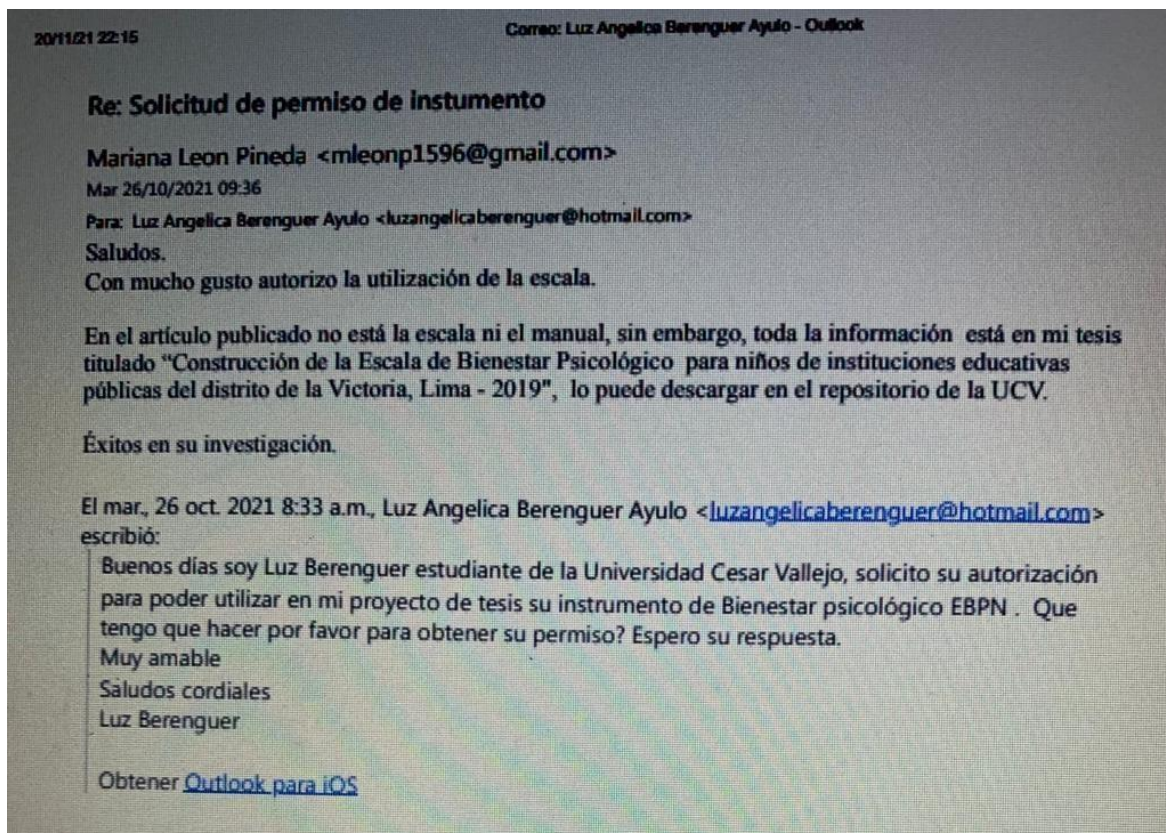 20/11/21 22:15
Correo: Luz Angelica Berenguer Ayulo - Outlook
Re: Solicitud de permiso de instumento
Mariana Leon Pineda <mleonp1596@gmail.com>
Mar 26/10/2021 09:36
Para: Luz Angelica Berenguer Ayulo <luzangelicaberenguer@hotmail.com>
Saludos.
Con mucho gusto autorizo la utilización de la escala.
En el artículo publicado no está la escala ni el manual, sin embargo, toda la información está en mi tesis
titulado “Construcción de la Escala de Bienestar Psicológico para niños de instituciones educativas
públicas del distrito de la Victoria, Lima - 2019", lo puede descargar en el repositorio de la UCV.
Éxitos en su investigación.
El mar., 26 oct. 2021 8:33 a.m., Luz Angelica Berenguer Ayulo <luzangelicaberenguer@hotmail.com>
escribió:
Buenos días soy Luz Berenguer estudiante de la Universidad Cesar Vallejo, solicito su autorización
para poder utilizar en mi proyecto de tesis su instrumento de Bienestar psicológico EBPN . Que
tengo que hacer por favor para obtener su permiso? Espero su respuesta.
Muy amable
Saludos cordiales
Luz Berenguer
Obtener Outlook para iOS